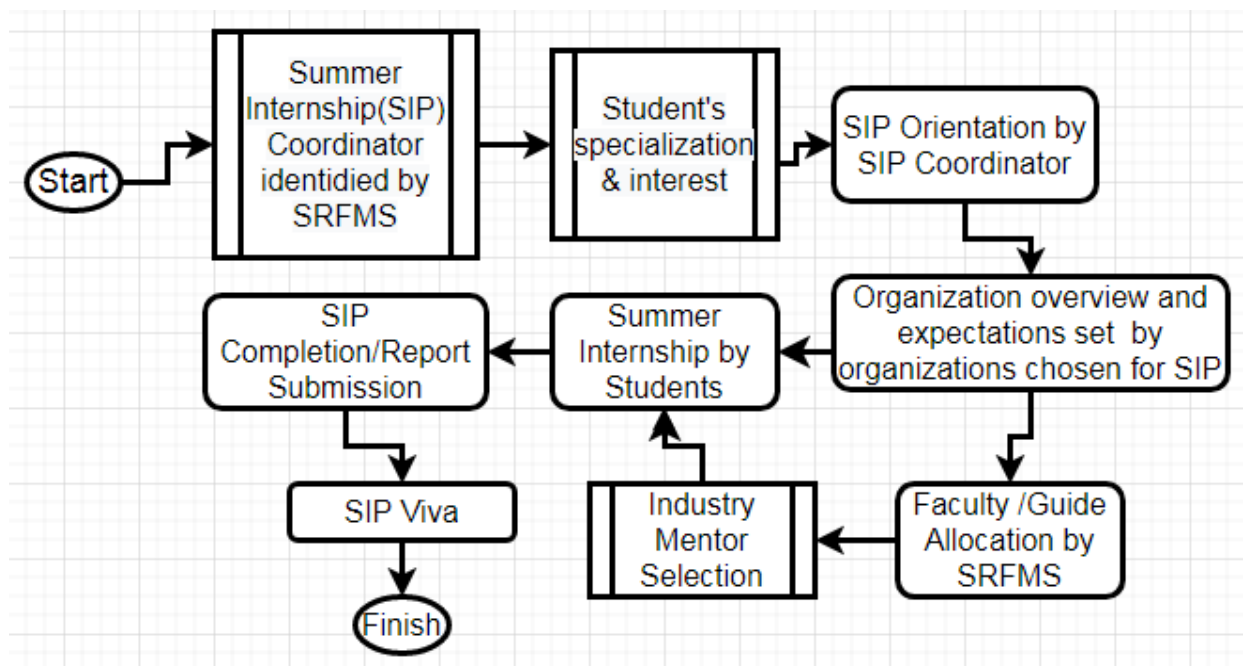 Start
Summer
Internship(SIP)
Coordinator
identidied by
SRFMS
Student's
specialization
& interest
SIP Orientation by
SIP Coordinator
Organization overview and
expectations set by
organizations chosen for SIP
Summer
Internship by
Students
SIP
Completion/Report
Submission
Faculty /Guide
Allocation by
SRFMS
Industry
Mentor
Selection
SIP Viva
Finish